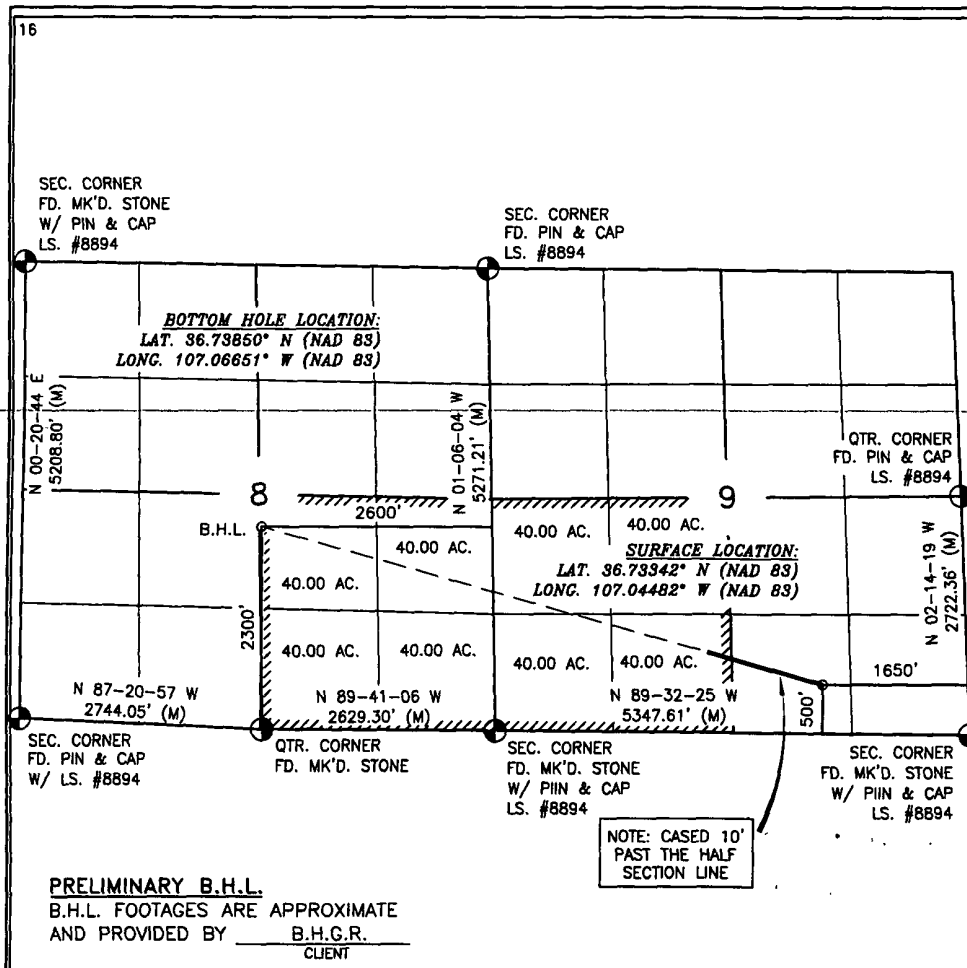 16
SEC. CORNER
FD. MK'D. STONE
W/ PIN & CAP
LS. #8894
SEC. CORNER
FD. PIN & CAP
LS. #8894
BOTTOM HOLE LOCATION:
LAT. 36.73850° N (NAD 83)
LONG. 107.06651° W (NAD 83)
N 00-20-44 E
5208.80' (M)
N 01-06-04 W
5271.21' (M)
QTR. CORNER
FD. PIN & CAP
LS. #8894
8
9
2600'
B.H.L.
40.00 AC.
40.00 AC.
40.00 AC.
40.00 AC.
SURFACE LOCATION:
LAT. 36.73342° N (NAD 83)
LONG. 107.04482° W (NAD 83)
N 02-14-19 W
2722.36' (M)
2300'
40.00 AC.
40.00 AC.
40.00 AC.
40.00 AC.
1650'
500'
N 87-20-57 W
2744.05' (M)
N 89-41-06 W
2629.30' (M)
N 89-32-25 W
5347.61' (M)
SEC. CORNER
FD. PIN & CAP
W/ LS. #8894
QTR. CORNER
FD. MK'D. STONE
SEC. CORNER
FD. MK'D. STONE
W/ PIIN & CAP
LS. #8894
SEC. CORNER
FD. MK'D. STONE
W/ PIIN & CAP
LS. #8894
NOTE: CASED 10'
PAST THE HALF
SECTION LINE
PRELIMINARY B.H.L.
B.H.L. FOOTAGES ARE APPROXIMATE
AND PROVIDED BY B.H.G.R.
CLIENT